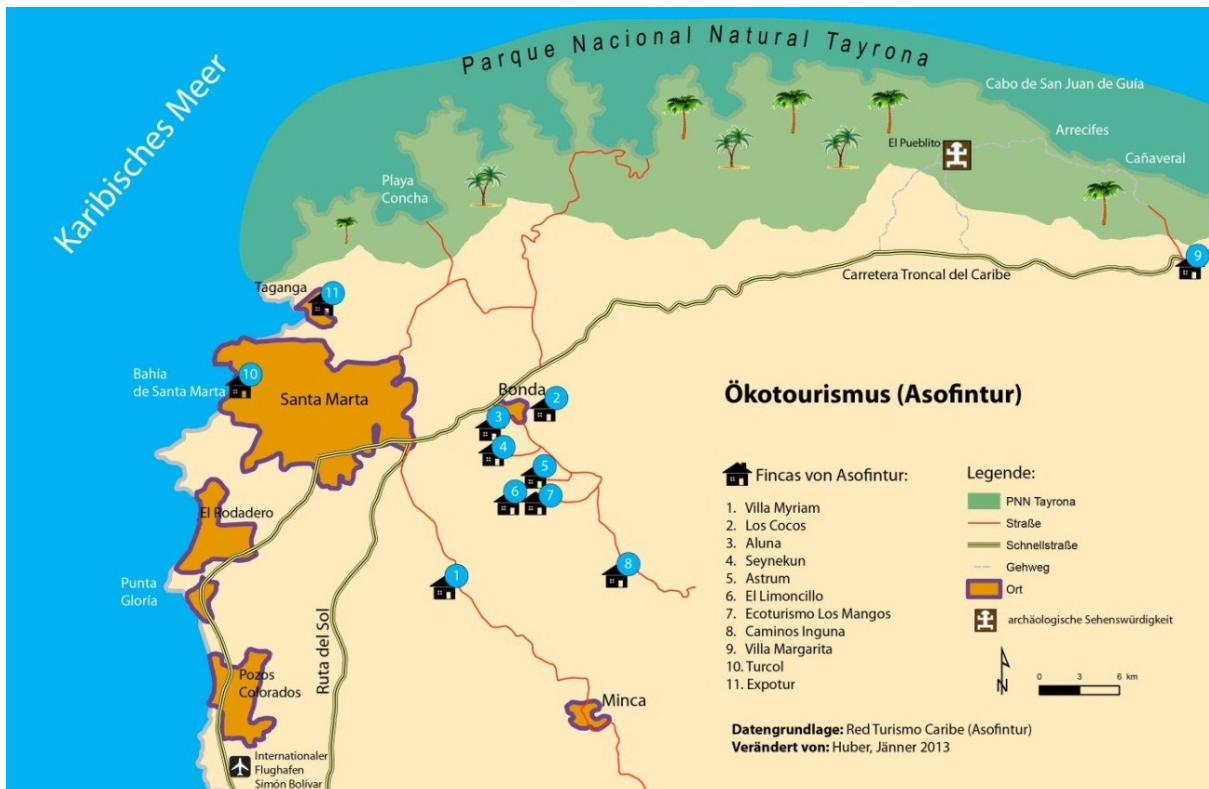 Parque Nacional Natural Tayrona
Karibisches Meer
Cabo de San Juan de Guía
Arrecifes
El Pueblito
Cañaveral
Playa
Concha
9
Carretera Troncal del Caribe
Taganga
11
Bahía
de Santa Marta
10
Santa Marta
Bonda
2
3
4
5
6
7
8
1
El Rodadero
Punta
Gloría
Ruta del Sol
Pozos
Colorados
Minca
Internationaler
Flughafen
Simón Bolívar
Ökotourismus (Asofintur)
Fincas von Asofintur:
1. Villa Myriam
2. Los Cocos
3. Aluna
4. Seynekun
5. Astrum
6. El Limoncillo
7. Ecoturismo Los Mangos
8. Caminos Inguna
9. Villa Margarita
10. Turcol
11. Expotur
Legende:
PNN Tayrona
Straße
Schnellstraße
Gehweg
Ort
archäologische Sehenswürdigkeit
N
0 3 6 km
Datengrundlage: Red Turismo Caribe (Asofintur)
Verändert von: Huber, Jänner 2013